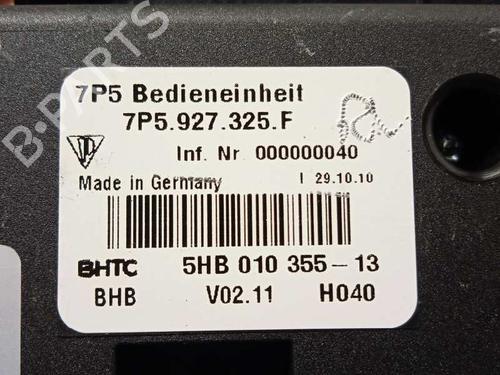 B-PARTS
7P5 Bedieneinheit
7P5.927.325.F
Inf. Nr 000000040
Made in Germany I 29.10.10
BHTC 5HB 010 355-13
BHB V02.11 H040